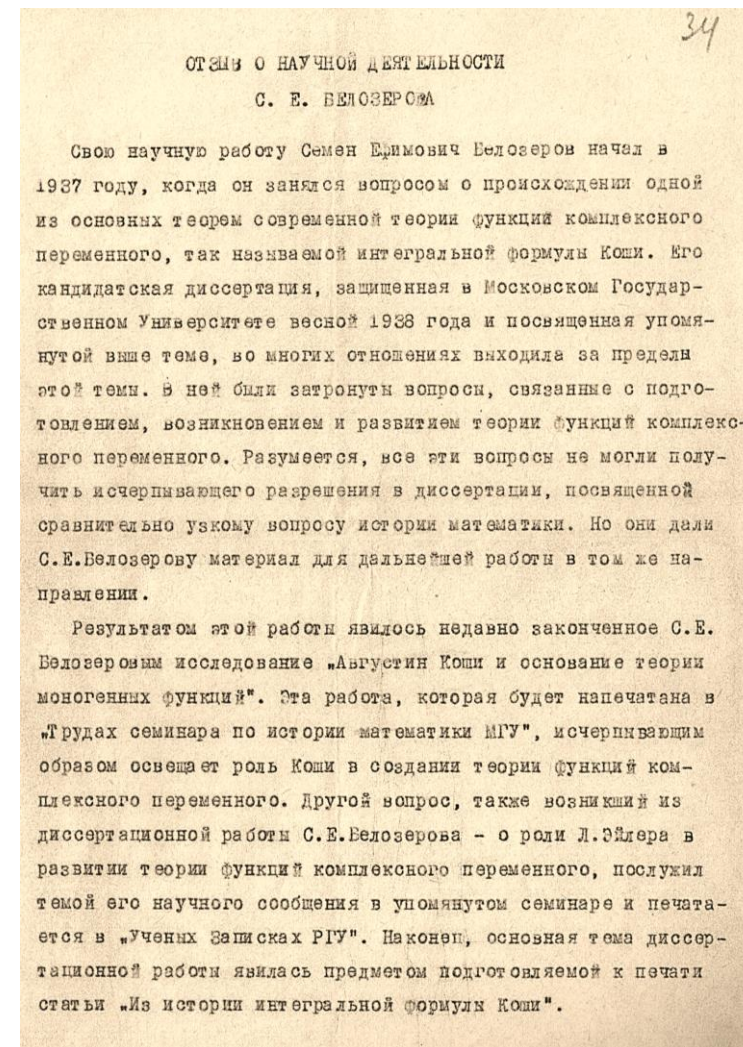 34
ОТЗЫВ О НАУЧНОЙ ДЕЯТЕЛЬНОСТИ
С. Е. БЕЛОЗЕРОВА
Свою научную работу Семен Ефимович Белозеров начал в
1937 году, когда он занялся вопросом о происхождении одной
из основных теорем современной теории функций комплексного
переменного, так называемой интегральной формулы Коши. Его
кандидатская диссертация, защищенная в Московском Государ-
ственном Университете весной 1938 года и посвященная упомя-
нутой выше теме, во многих отношениях выходила за пределы
этой темы. В ней были затронуты вопросы, связанные с подго-
товлением, возникновением и развитием теории функций комплекс-
ного переменного. Разумеется, все эти вопросы не могли полу-
чить исчерпывающего разрешения в диссертации, посвященной
сравнительно узкому вопросу истории математики. Но они дали
С.Е.Белозерову материал для дальнейшей работы в том же на-
правлении.
Результатом этой работы явилось недавно законченное С.Е.
Белозеровым исследование „Августин Коши и основание теории
моногенных функций". Эта работа, которая будет напечатана в
„Трудах семинара по истории математики МГУ", исчерпывающим
образом освещает роль Коши в создании теории функций ком-
плексного переменного. Другой вопрос, также возникший из
диссертационной работы С.Е.Белозерова - о роли Л.Эйлера в
развитии теории функций комплексного переменного, послужил
темой его научного сообщения в упомянутом семинаре и печата-
ется в „Ученых Записках РГУ". Наконец, основная тема диссер-
тационной работы явилась предметом подготовляемой к печати
статьи „Из истории интегральной формулы Коши".